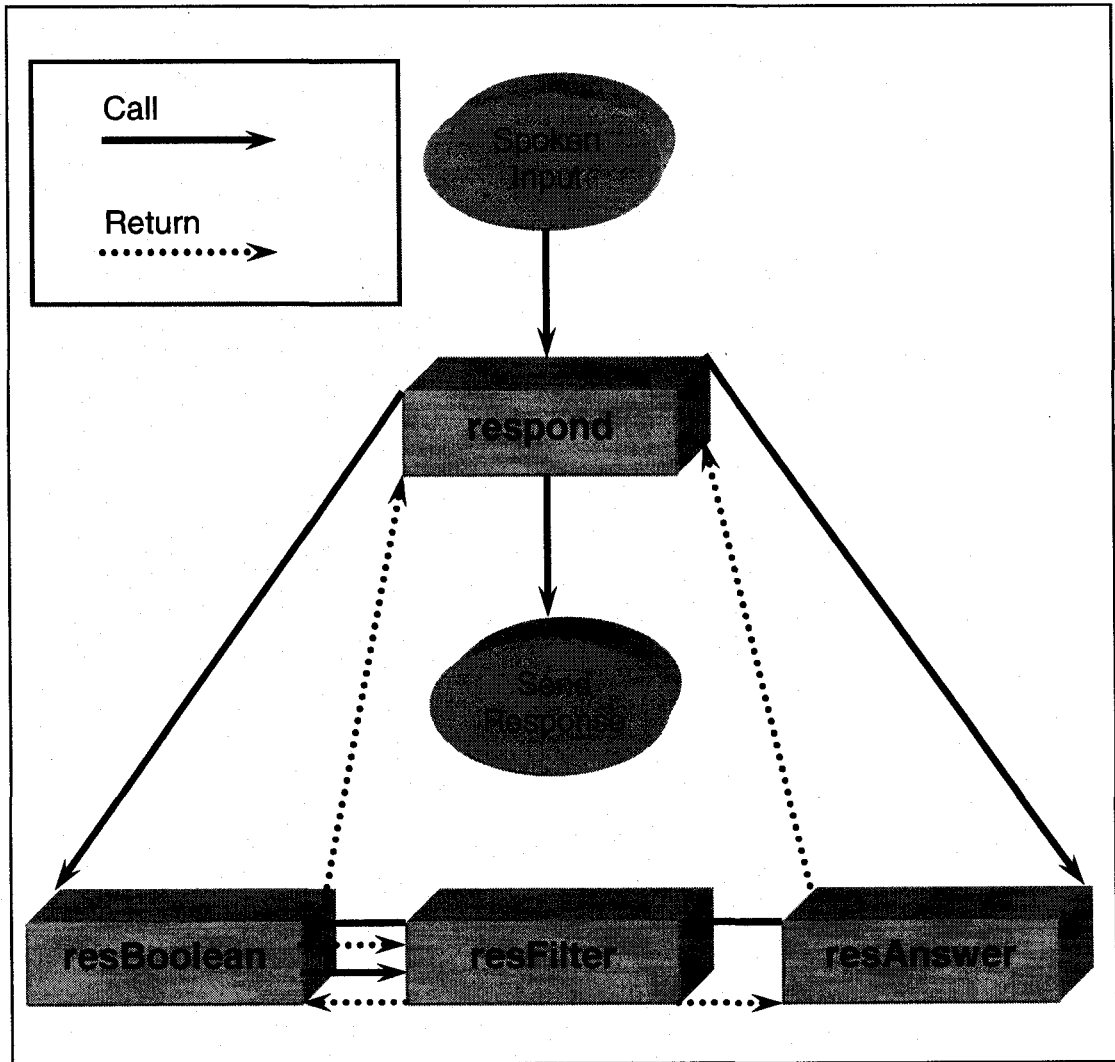 Call
Return
Spoken
Input
respond
Send
Response
resBoolean
resFilter
resAnswer